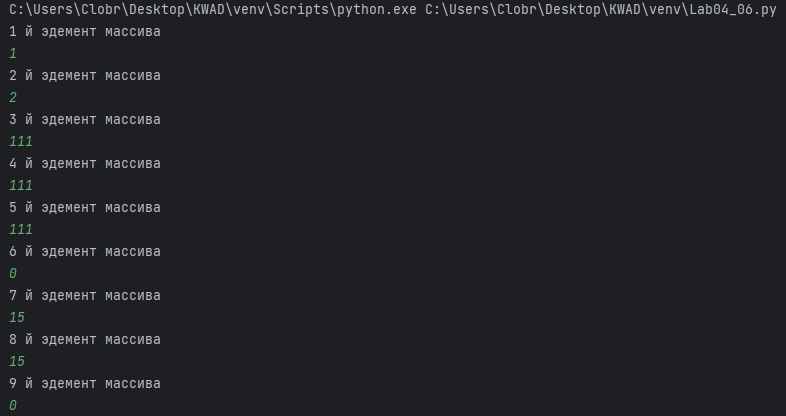 C:\Users\Clobr\Desktop\KWAD\venv\Scripts\python.exe C:\Users\Clobr\Desktop\KWAD\venv\Lab04_06.py
1 й эдемент массива
1
2 й эдемент массива
2
3 й эдемент массива
111
4 й эдемент массива
111
5 й эдемент массива
111
6 й эдемент массива
0
7 й эдемент массива
15
8 й эдемент массива
15
9 й эдемент массива
0